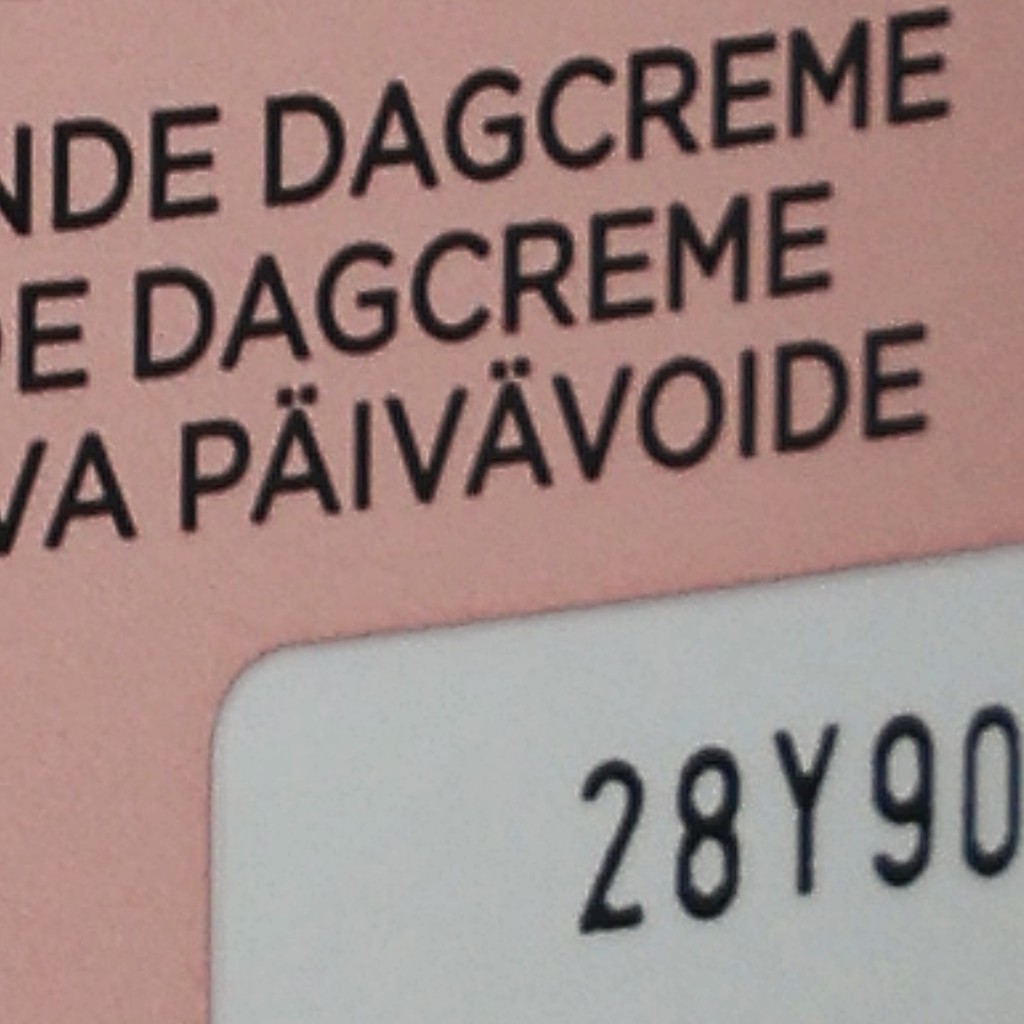 NDE DAGCREME
DE DAGCREME
VA PÄIVÄVOIDE
28Y90